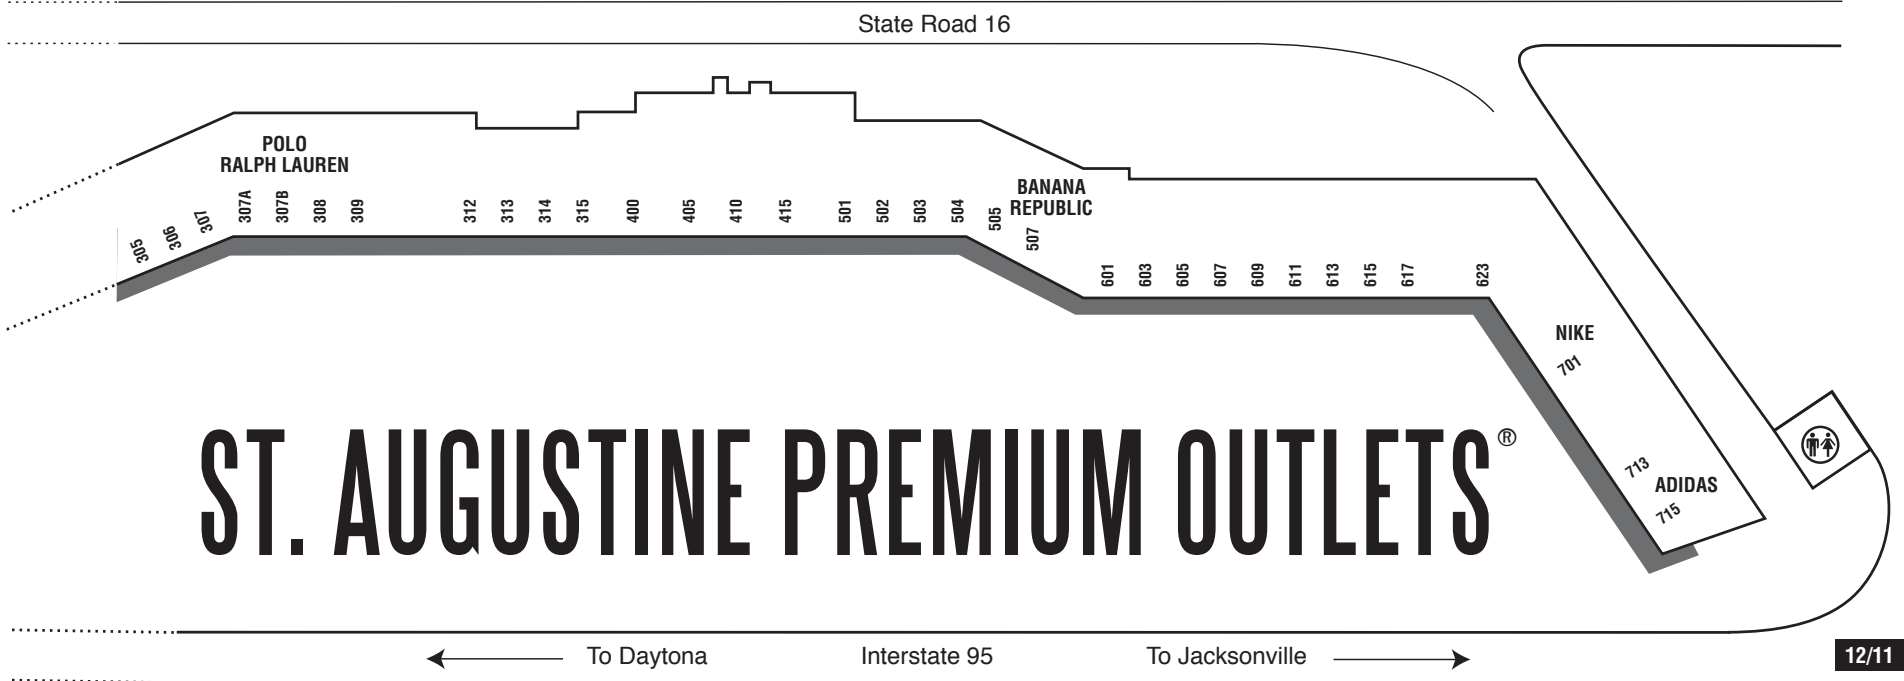 State Road 16
POLO
RALPH LAUREN
BANANA
REPUBLIC
305
306
307
307A
307B
308
309
312
313
314
315
400
405
410
415
501
502
503
504
505
507
601
603
605
607
609
611
613
615
617
623
NIKE
701
713
ADIDAS
715
ST. AUGUSTINE PREMIUM OUTLETS®
To Daytona
Interstate 95
To Jacksonville
12/11